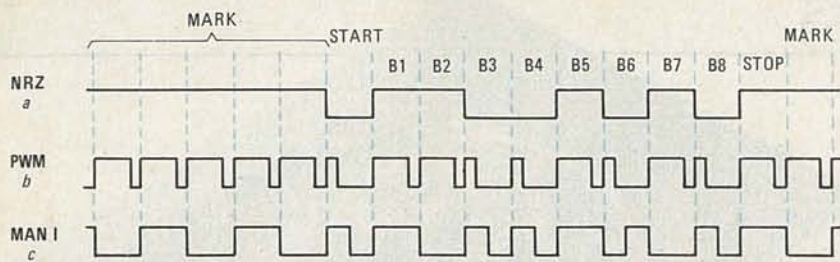 MARK
START
MARK
B1 B2 B3 B4 B5 B6 B7 B8 STOP
NRZ
a
PWM
b
MAN I
c